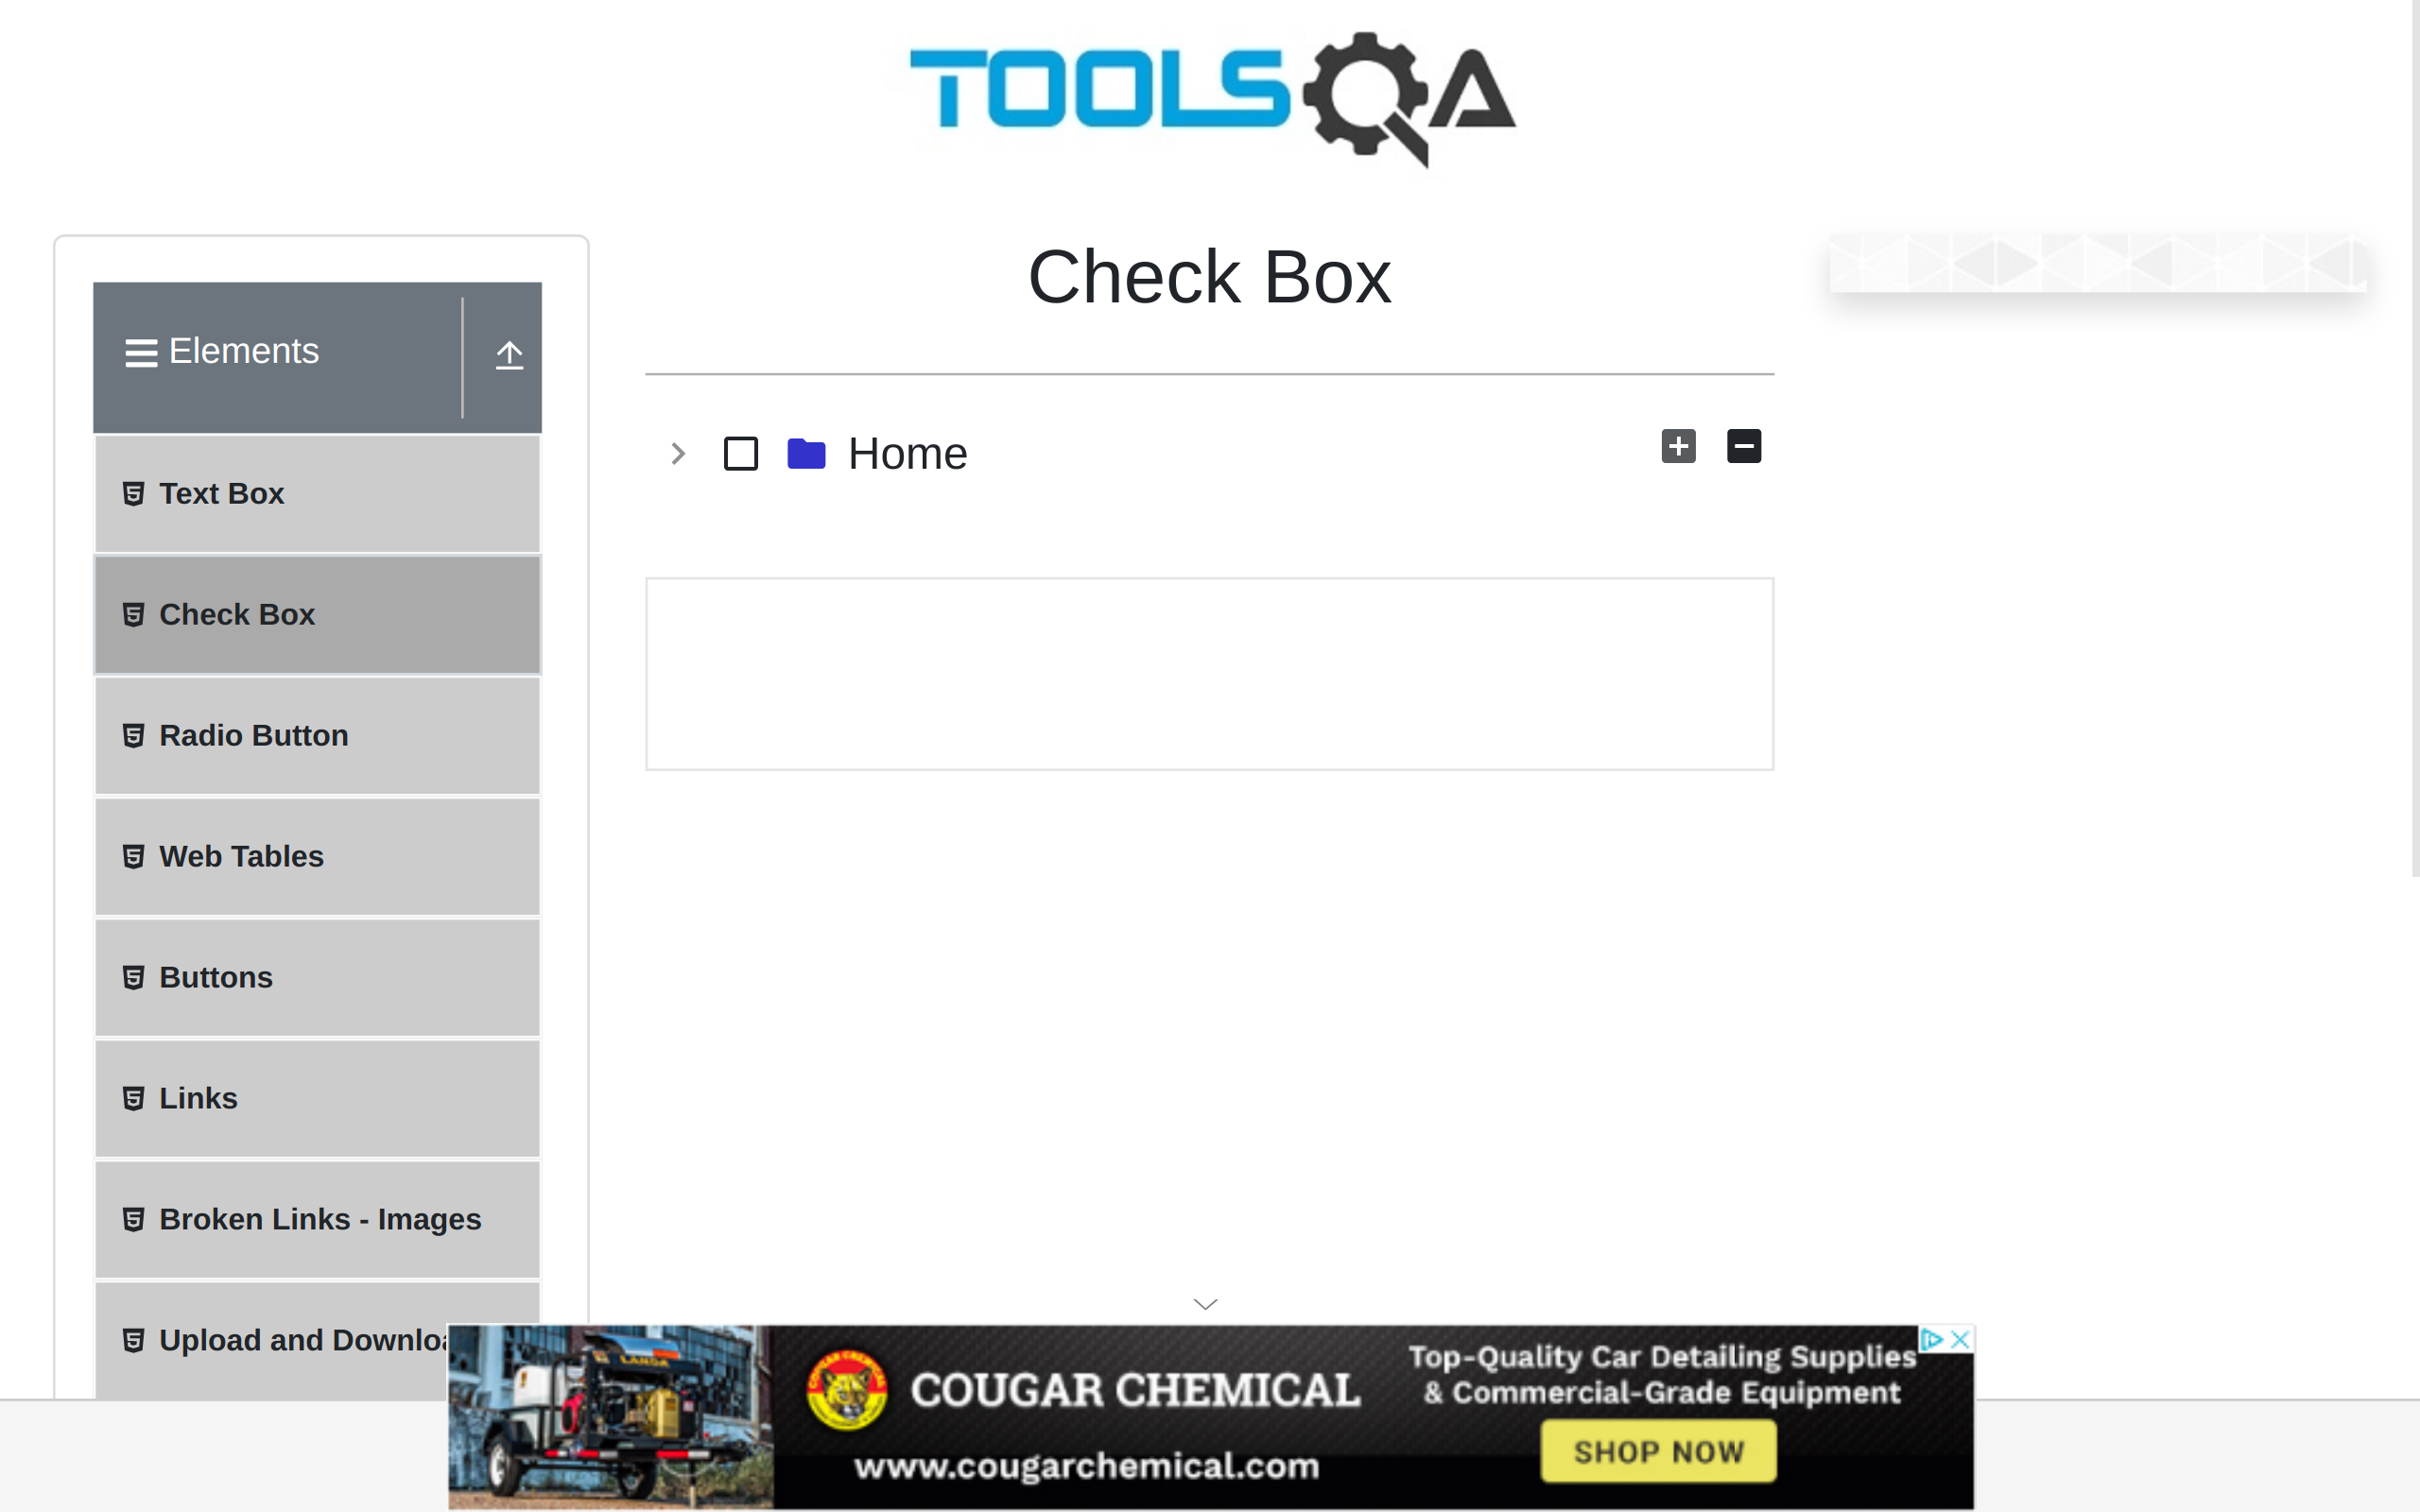 TOOLSQA
Check Box
Elements
Home
Text Box
Check Box
Radio Button
Web Tables
Buttons
Links
Broken Links - Images
Upload and Downlo
LANDA
COUGAR CHEMICAL
www.cougarchemical.com
Top-Quality Car Detailing Supplies
& Commercial-Grade Equipment
SHOP NOW